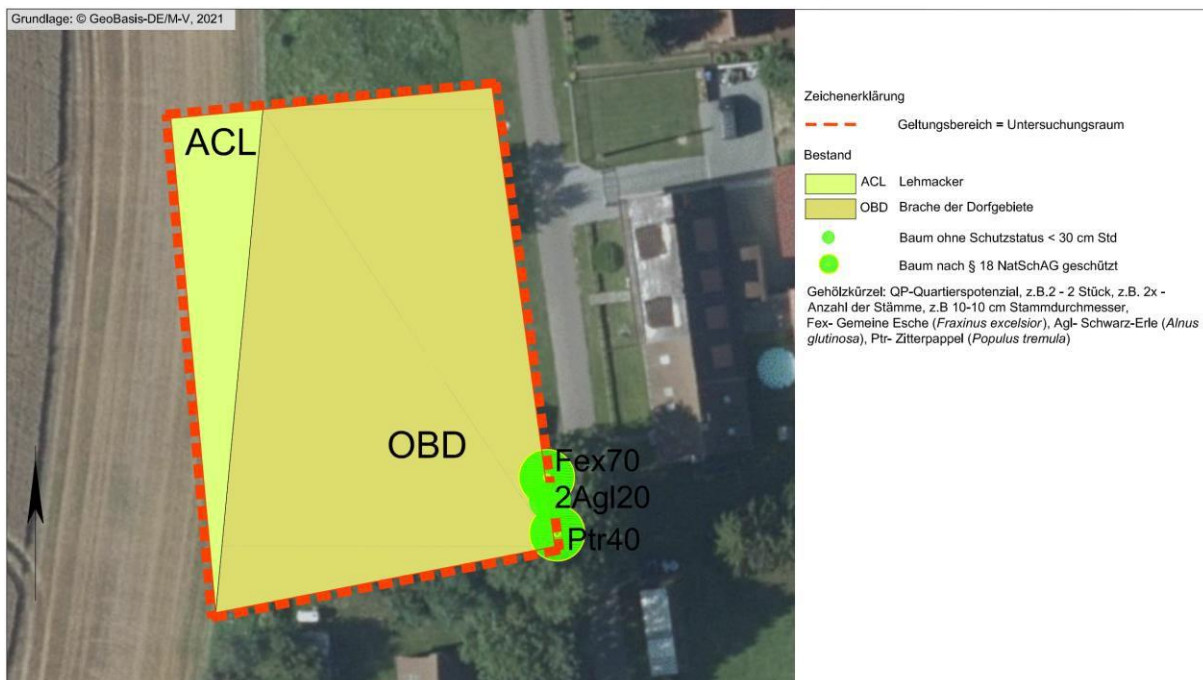 Grundlage: © GeoBasis-DE/M-V, 2021
ACL
OBD
Fex70
2Agl20
Ptr40
Zeichenerklärung
Geltungsbereich = Untersuchungsraum
Bestand
ACL Lehmacker
OBD Brache der Dorfgebiete
Baum ohne Schutzstatus < 30 cm Std
Baum nach § 18 NatSchAG geschützt
Gehölzkürzel: QP-Quartierspotenzial, z.B.2 - 2 Stück, z.B. 2x -
Anzahl der Stämme, z.B 10-10 cm Stammdurchmesser,
Fex- Gemeine Esche (Fraxinus excelsior), Agl- Schwarz-Erle (Alnus
glutinosa), Ptr- Zitterpappel (Populus tremula)